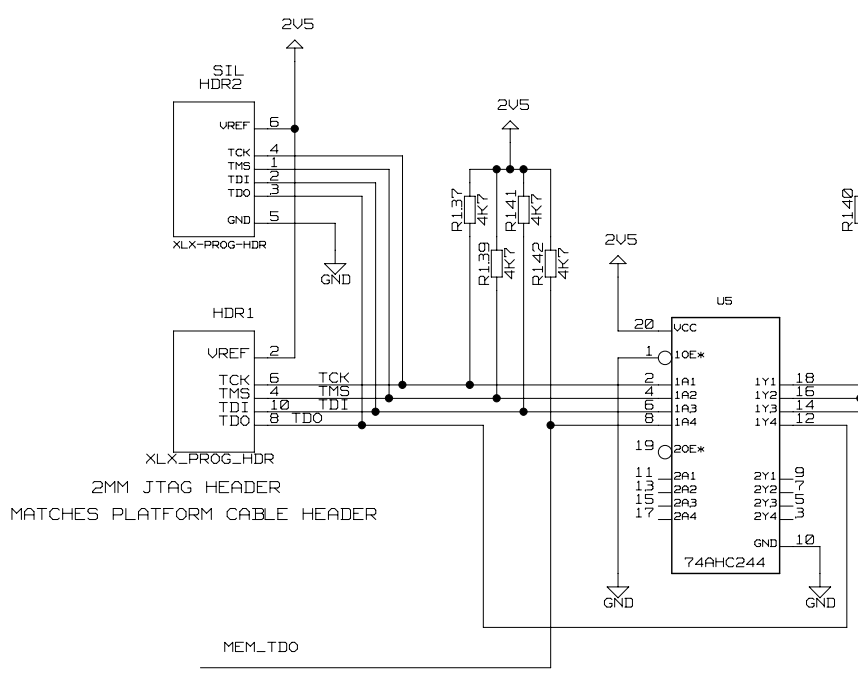 2V5
SIL
HDR2
VREF 6
TCK 4
TMS 1
TDI 2
TDO 3
GND 5
XLX-PROG-HDR
GND
2V5
R137 4K7
R141 4K7
R139 4K7
R142 4K7
R140
2V5
HDR1
VREF 2
TCK 6 TCK
TMS 4 TMS
TDI 10 TDI
TDO 8 TDO
XLX_PROG_HDR
2MM JTAG HEADER
MATCHES PLATFORM CABLE HEADER
U5
20 VCC
1 1OE*
2 1A1 1Y1 18
4 1A2 1Y2 16
6 1A3 1Y3 14
8 1A4 1Y4 12
19 2OE*
11 2A1 2Y1 9
13 2A2 2Y2 7
15 2A3 2Y3 5
17 2A4 2Y4 3
GND 10
74AHC244
GND
GND
MEM_TDO